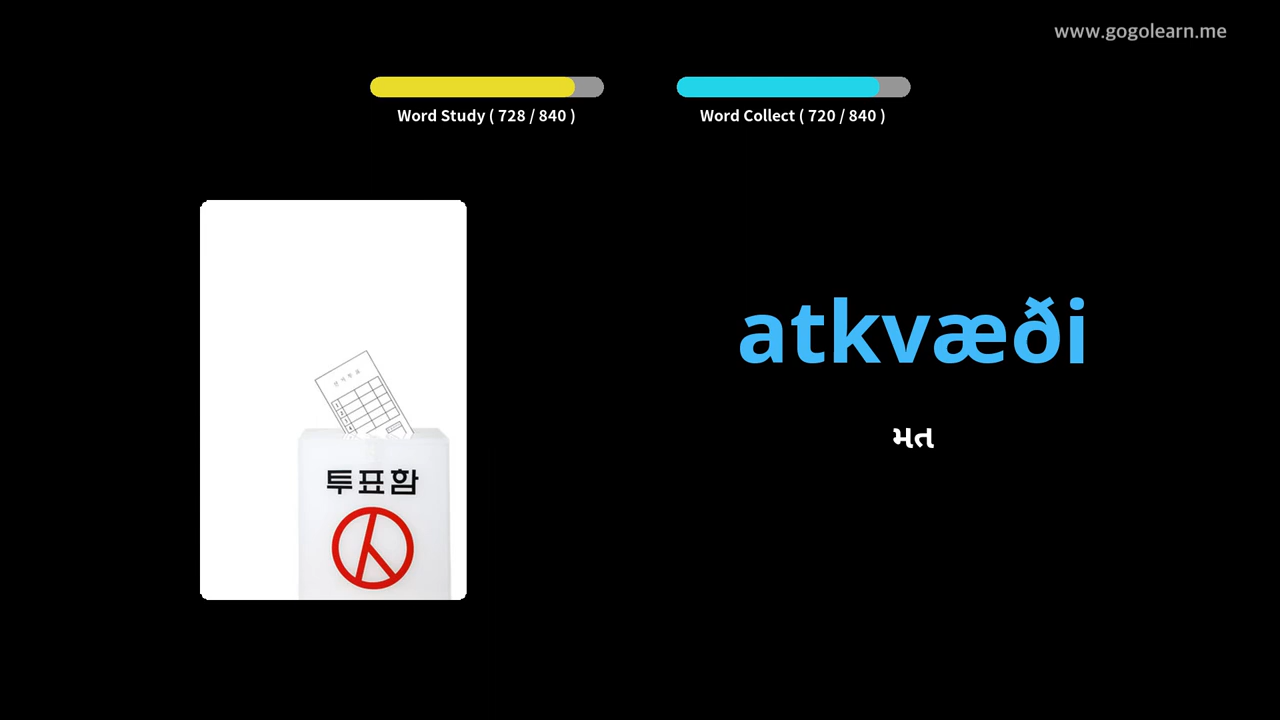 www.gogolearn.me
Word Study ( 728 / 840 )
Word Collect ( 720 / 840 )
atkvæði
મત
투표함